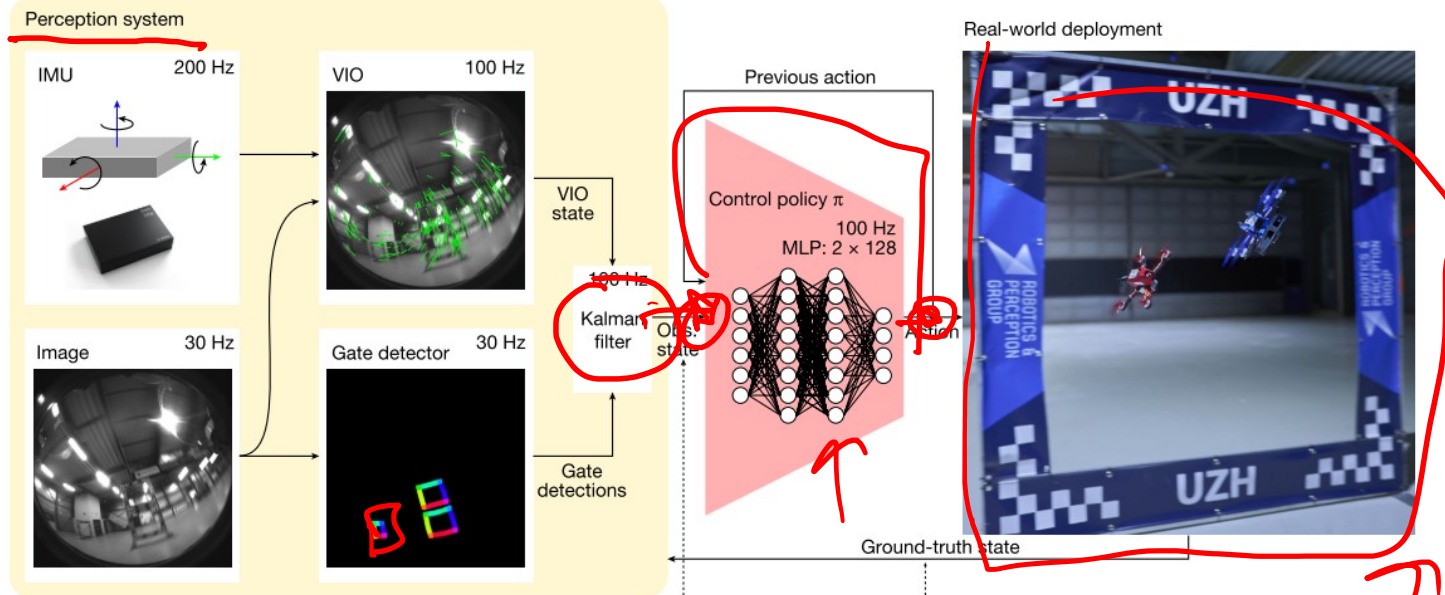 Perception system
IMU
200 Hz
VIO
100 Hz
VIO
state
Image
30 Hz
Gate detector
30 Hz
Gate
detections
100 Hz
Kalman
filter
Obs.
state
Previous action
Control policy π
100 Hz
MLP: 2 × 128
Action
Ground-truth state
Real-world deployment
UZH
ROBOTICS &
PERCEPTION
GROUP
ROBOTICS &
PERCEPTION
GROUP
UZH